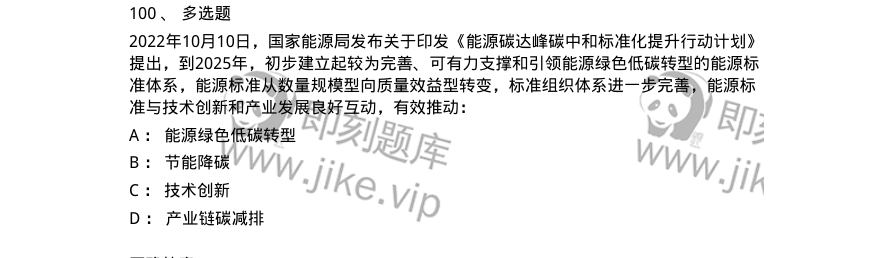 100 、 多选题
2022年10月10日，国家能源局发布关于印发《能源碳达峰碳中和标准化提升行动计划》
提出，到2025年，初步建立起较为完善、可有力支撑和引领能源绿色低碳转型的能源标
准体系，能源标准从数量规模型向质量效益型转变，标准组织体系进一步完善，能源标
准与技术创新和产业发展良好互动，有效推动：
A ： 能源绿色低碳转型
B ： 节能降碳
C ： 技术创新
D ： 产业链碳减排
即刻题库
www.jike.vip
即刻
www.jik